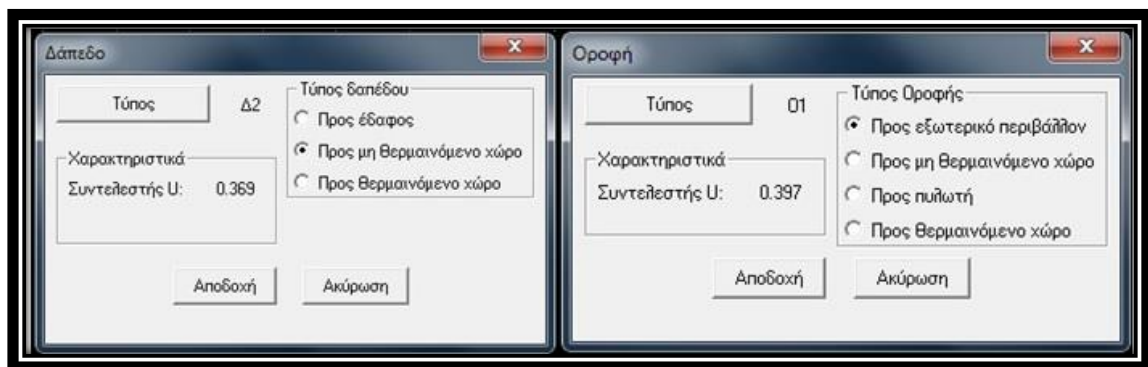 Δάπεδο
Τύπος Δ2
Τύπος δαπέδου
Προς έδαφος
Προς μη θερμαινόμενο χώρο
Προς θερμαινόμενο χώρο
Χαρακτηριστικά
Συντελεστής U: 0.369
Αποδοχή Ακύρωση
Οροφή
Τύπος Ο1
Τύπος Οροφής
Προς εξωτερικό περιβάλλον
Προς μη θερμαινόμενο χώρο
Προς πυλωτή
Προς θερμαινόμενο χώρο
Χαρακτηριστικά
Συντελεστής U: 0.397
Αποδοχή Ακύρωση